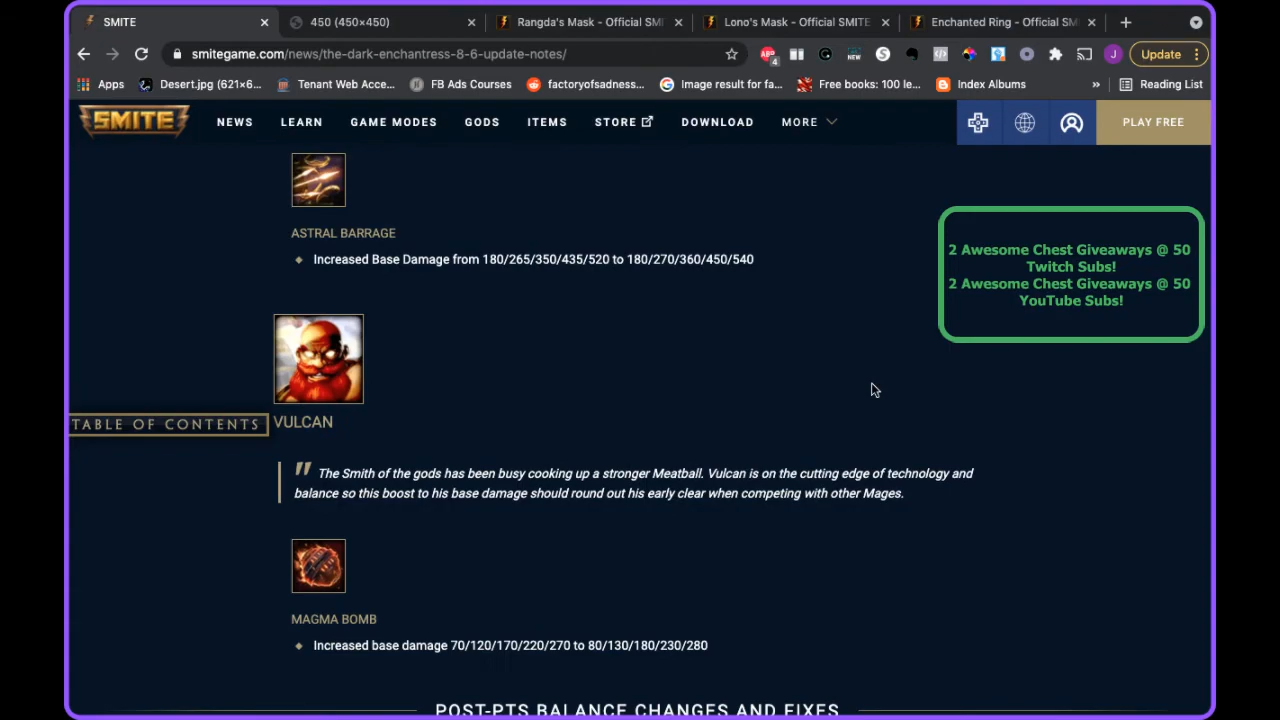 SMITE
450 (450×450)
Rangda's Mask - Official SMI
Lono's Mask - Official SMITE
Enchanted Ring - Official SM
smitegame.com/news/the-dark-enchantress-8-6-update-notes/
4
NEW
S
J
Update
Apps
Desert.jpg (621×6...
Tenant Web Acce...
FB Ads Courses
factoryofsadness...
Image result for fa...
Free books: 100 le...
Index Albums
»
Reading List
SMITE
NEWS
LEARN
GAME MODES
GODS
ITEMS
STORE
DOWNLOAD
MORE
PLAY FREE
ASTRAL BARRAGE
Increased Base Damage from 180/265/350/435/520 to 180/270/360/450/540
2 Awesome Chest Giveaways @ 50
Twitch Subs!
2 Awesome Chest Giveaways @ 50
YouTube Subs!
TABLE OF CONTENTS
VULCAN
" The Smith of the gods has been busy cooking up a stronger Meatball. Vulcan is on the cutting edge of technology and
balance so this boost to his base damage should round out his early clear when competing with other Mages.
MAGMA BOMB
Increased base damage 70/120/170/220/270 to 80/130/180/230/280
POST-PTS BALANCE CHANGES AND FIXES